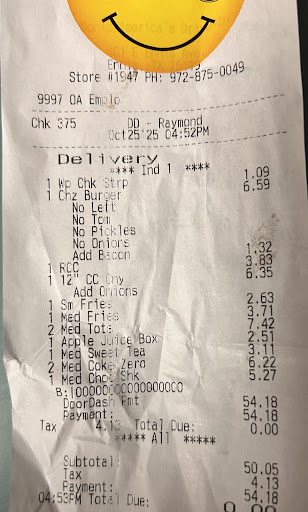 Store #1947 PH: 972-875-0049
9997 OA Emplo
Chk 375 DD - Raymond
Oct25'25 04:52PM
Delivery
**** Ind 1 ****
1 Wp Chk Strp 1.09
1 Chz Burger 6.59
No Lett
No Tom
No Pickles
No Onions
Add Bacon 1.32
1 RCC 3.83
1 12" CC Cny 6.35
Add Onions
1 Sm Fries 2.63
1 Med Fries 3.71
2 Med Tots 7.42
1 Apple Juice Box 2.51
1 Med Sweet Tea 3.11
2 Med Coke Zero 6.22
1 Med Choc Shk 5.27
DoorDash Pmt 54.18
Payment: 54.18
Tax 4.13 Total Due: 0.00
***** All *****
Subtotal: 50.05
Tax 4.13
Payment: 54.18
04:53PM Total Due: 0.00